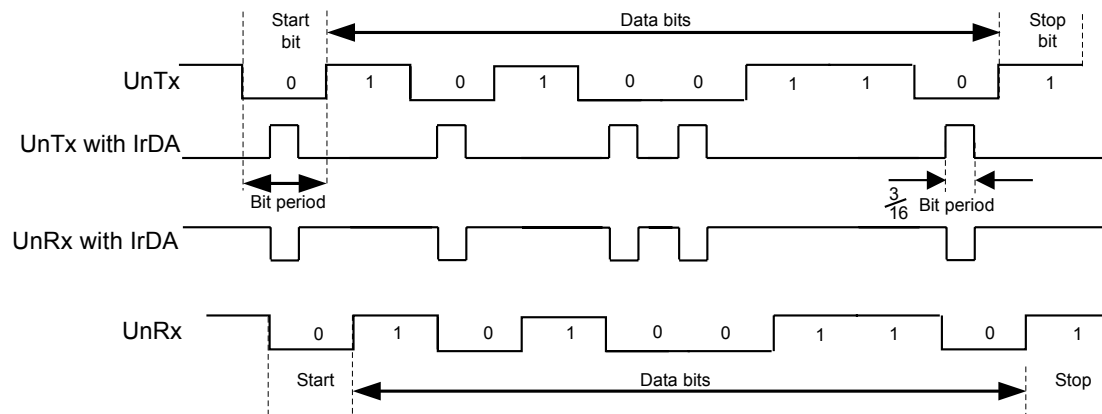 Start bit
Data bits
Stop bit
UnTx
0 1 0 1 0 0 1 1 0 1
UnTx with IrDA
Bit period
3/16 Bit period
UnRx with IrDA
UnRx
0 1 0 1 0 0 1 1 0 1
Start
Data bits
Stop